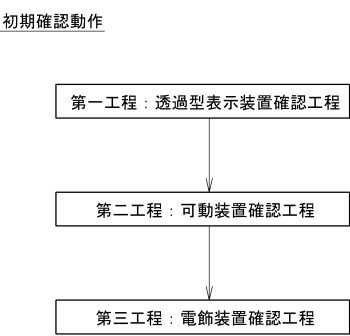 初期確認動作
第一工程：透過型表示装置確認工程
第二工程：可動装置確認工程
第三工程：電飾装置確認工程